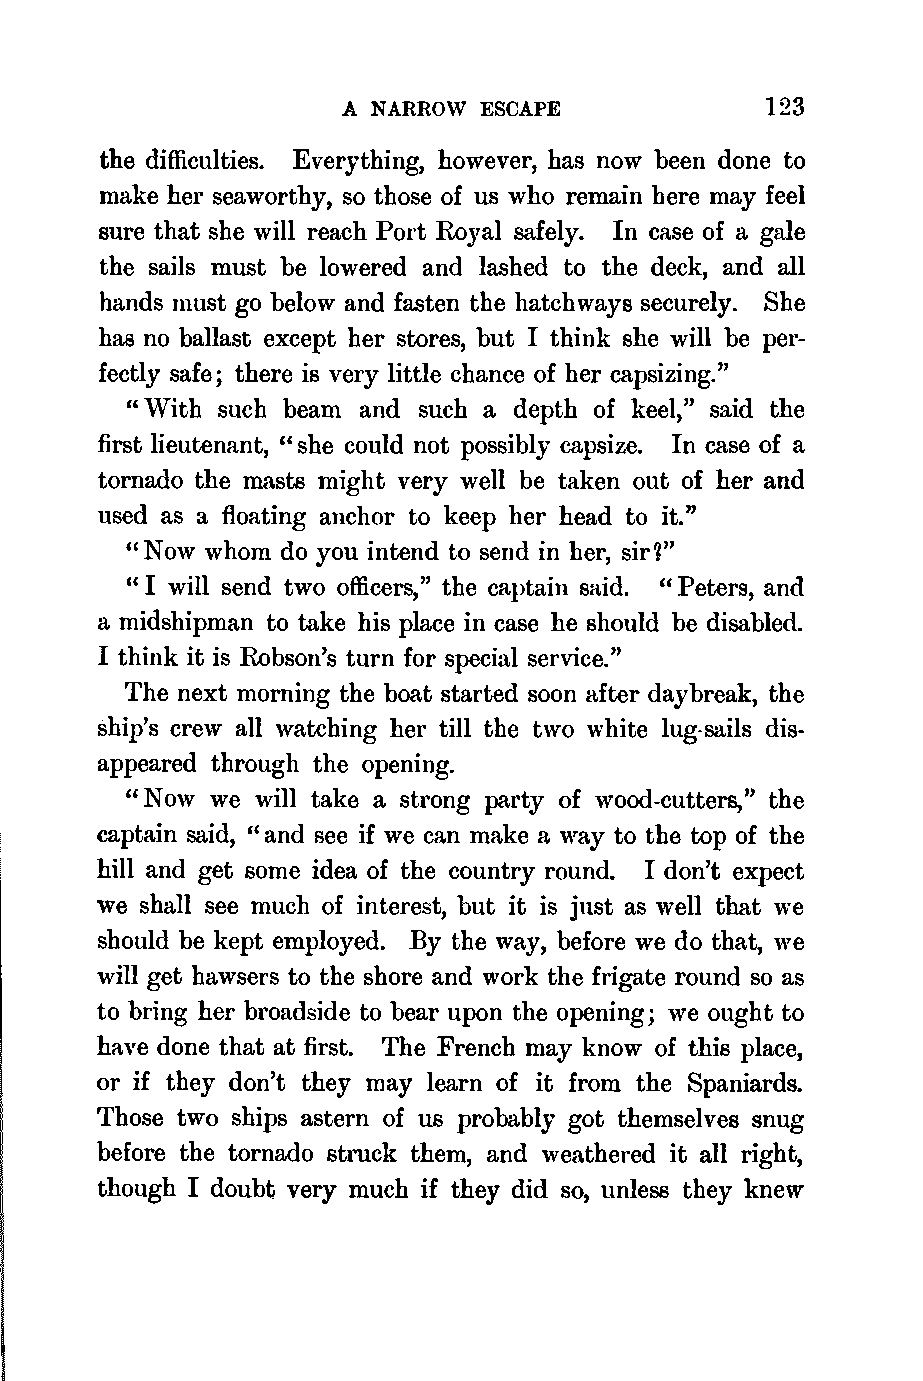 A NARROW ESCAPE 123
the difficulties. Everything, however, has now been done to
make her seaworthy, so those of us who remain here may feel
sure that she will reach Port Royal safely. In case of a gale
the sails must be lowered and lashed to the deck, and all
hands must go below and fasten the hatchways securely. She
has no ballast except her stores, but I think she will be per-
fectly safe; there is very little chance of her capsizing."
"With such beam and such a depth of keel," said the
first lieutenant, "she could not possibly capsize. In case of a
tornado the masts might very well be taken out of her and
used as a floating anchor to keep her head to it."
"Now whom do you intend to send in her, sir?"
"I will send two officers," the captain said. "Peters, and
a midshipman to take his place in case he should be disabled.
I think it is Robson's turn for special service."
The next morning the boat started soon after daybreak, the
ship's crew all watching her till the two white lug-sails dis-
appeared through the opening.
"Now we will take a strong party of wood-cutters," the
captain said, "and see if we can make a way to the top of the
hill and get some idea of the country round. I don't expect
we shall see much of interest, but it is just as well that we
should be kept employed. By the way, before we do that, we
will get hawsers to the shore and work the frigate round so as
to bring her broadside to bear upon the opening; we ought to
have done that at first. The French may know of this place,
or if they don't they may learn of it from the Spaniards.
Those two ships astern of us probably got themselves snug
before the tornado struck them, and weathered it all right,
though I doubt very much if they did so, unless they knew